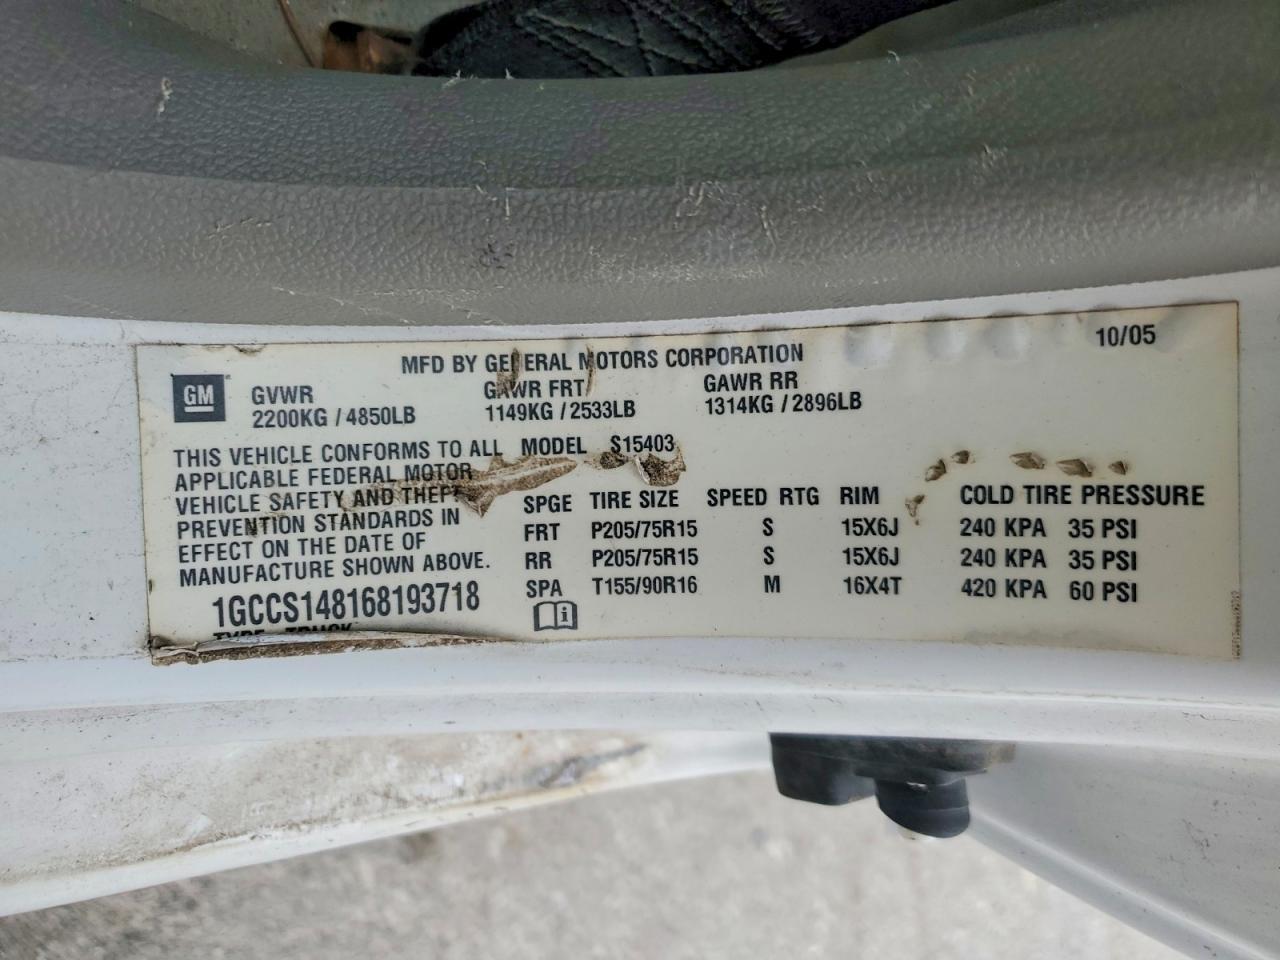 MFD BY GENERAL MOTORS CORPORATION
10/05
GM
GVWR GAWR FRT GAWR RR
2200KG / 4850LB 1149KG / 2533LB 1314KG / 2896LB
THIS VEHICLE CONFORMS TO ALL
APPLICABLE FEDERAL MOTOR
VEHICLE SAFETY AND THEFT
PREVENTION STANDARDS IN
EFFECT ON THE DATE OF
MANUFACTURE SHOWN ABOVE.
1GCCS148168193718
TYPE: TRUCK
MODEL S15403
SPGE TIRE SIZE SPEED RTG RIM COLD TIRE PRESSURE
FRT P205/75R15 S 15X6J 240 KPA 35 PSI
RR P205/75R15 S 15X6J 240 KPA 35 PSI
SPA T155/90R16 M 16X4T 420 KPA 60 PSI